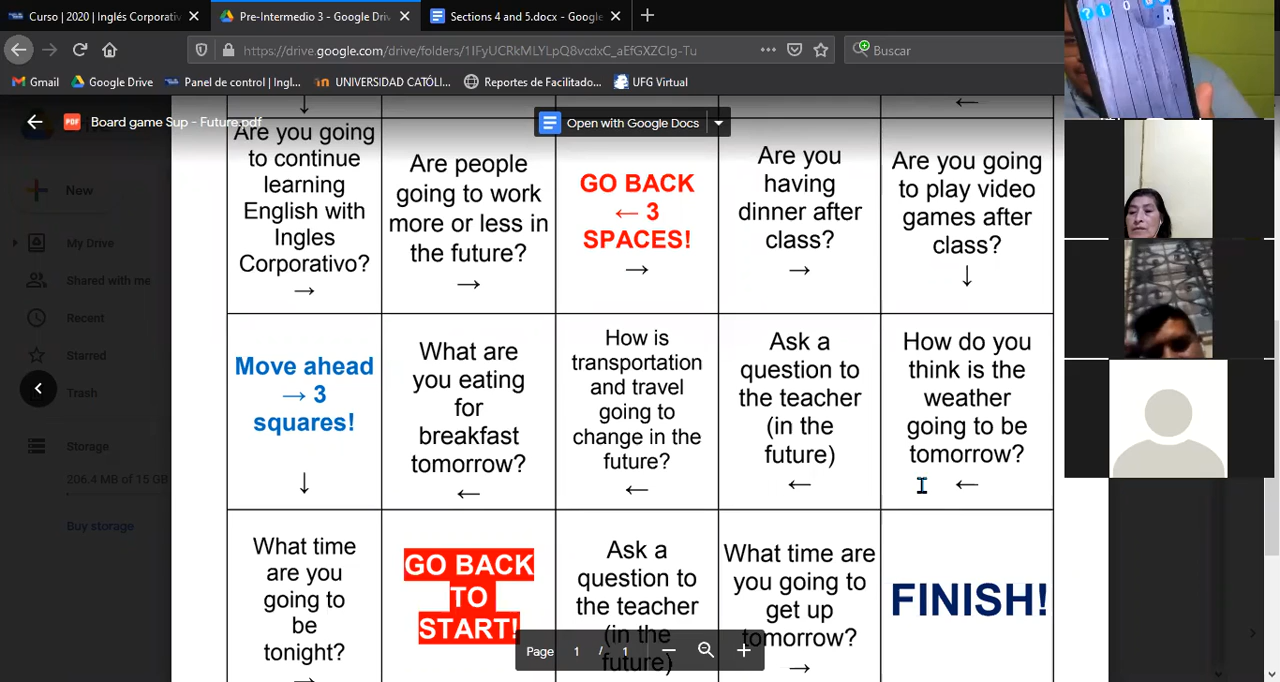 Curso | 2020 | Inglés Corporativ
Pre-Intermedio 3 - Google Driv
Sections 4 and 5.docx - Google
https://drive.google.com/drive/folders/1IFyUCRkMLYLpQ8vcdxC_aEfGXZCIg-Tu
Buscar
Gmail
Google Drive
Panel de control | Ingl...
UNIVERSIDAD CATÓLI...
Reportes de Facilitado...
UFG Virtual
Board game Sup - Future.pdf
Open with Google Docs
New
My Drive
Shared with me
Recent
Starred
Trash
Storage
206.4 MB of 15 GB
Buy storage
Are you going
to continue
learning
English with
Ingles
Corporativo?
→
Are people
going to work
more or less in
the future?
→
GO BACK
← 3
SPACES!
→
Are you
having
dinner after
class?
→
Are you going
to play video
games after
class?
↓
Move ahead
→ 3
squares!
↓
What are
you eating
for
breakfast
tomorrow?
←
How is
transportation
and travel
going to
change in the
future?
←
Ask a
question to
the teacher
(in the
future)
←
How do you
think is the
weather
going to be
tomorrow?
←
What time
are you
going to
be
tonight?
→
GO BACK
TO
START!
Ask a
question to
the teacher
(in the
future)
What time are
you going to
get up
tomorrow?
→
FINISH!
Page 1 / 1